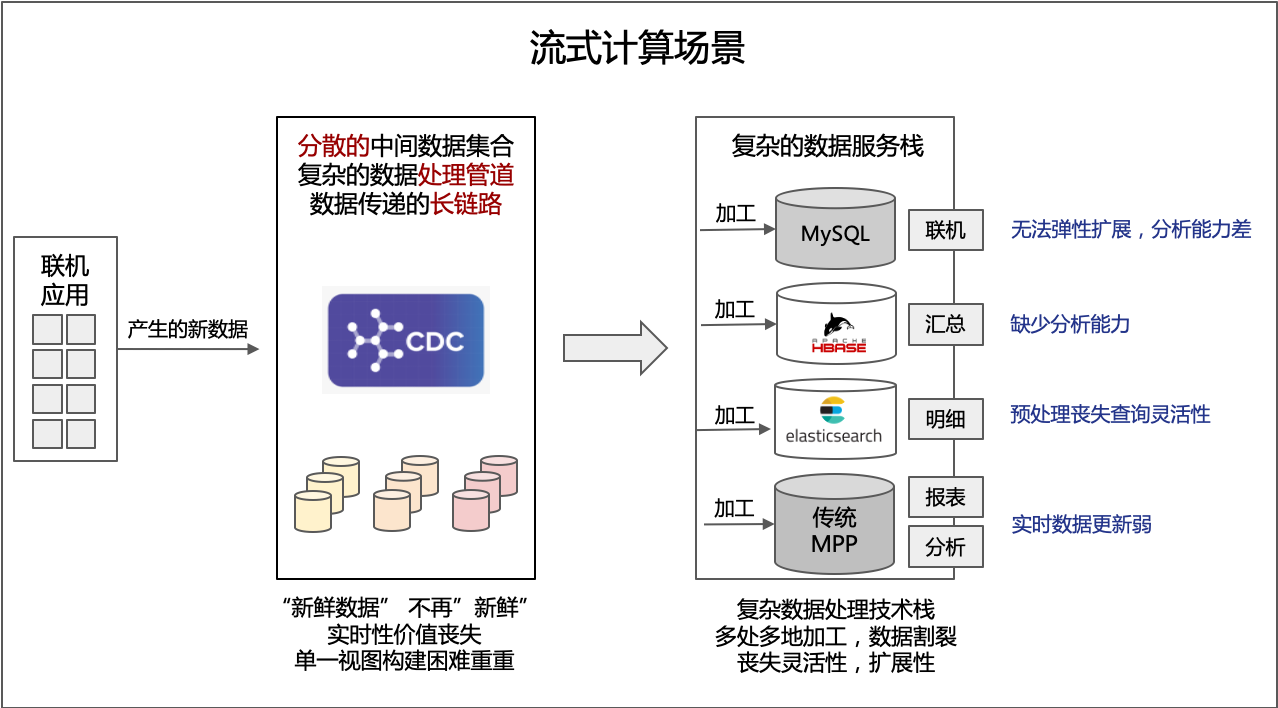 流式计算场景
联机
应用
产生的新数据
分散的中间数据集合
复杂的数据处理管道
数据传递的长链路
CDC
“新鲜数据” 不再”新鲜”
实时性价值丧失
单一视图构建困难重重
复杂的数据服务栈
加工
MySQL
联机
无法弹性扩展，分析能力差
加工
APACHE
HBASE
汇总
缺少分析能力
加工
elasticsearch
明细
预处理丧失查询灵活性
加工
传统
MPP
报表
分析
实时数据更新弱
复杂数据处理技术栈
多处多地加工，数据割裂
丧失灵活性，扩展性